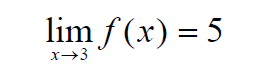 lim f(x) = 5
x→3